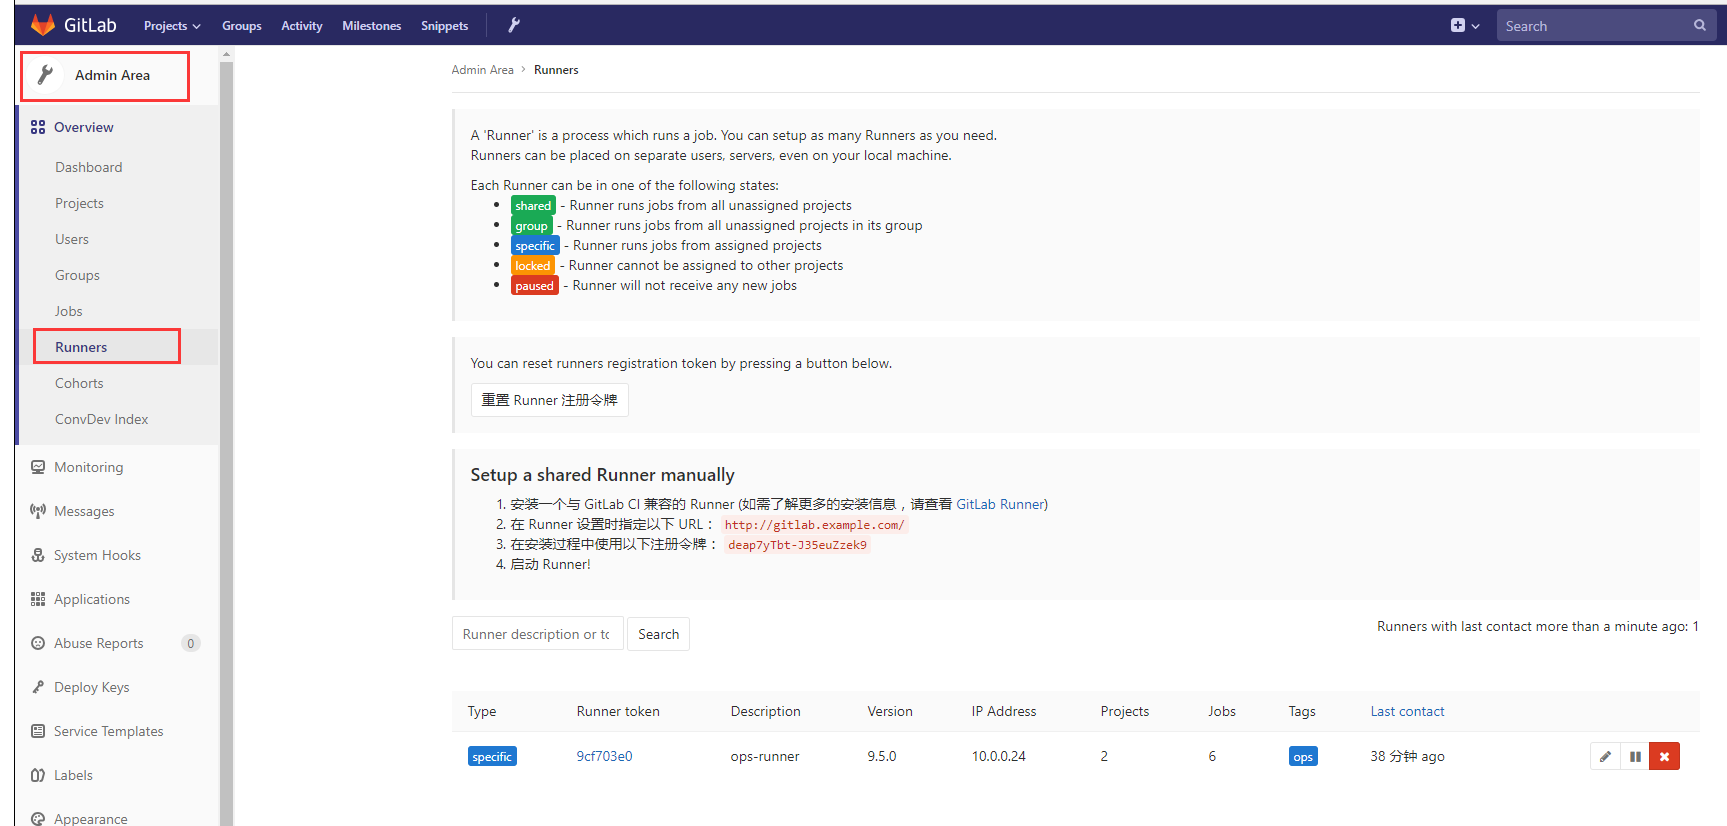 GitLab Projects Groups Activity Milestones Snippets Search
Admin Area
Overview
Dashboard
Projects
Users
Groups
Jobs
Runners
Cohorts
ConvDev Index
Monitoring
Messages
System Hooks
Applications
Abuse Reports 0
Deploy Keys
Service Templates
Labels
Appearance
Admin Area > Runners
A 'Runner' is a process which runs a job. You can setup as many Runners as you need.
Runners can be placed on separate users, servers, even on your local machine.
Each Runner can be in one of the following states:
shared - Runner runs jobs from all unassigned projects
group - Runner runs jobs from all unassigned projects in its group
specific - Runner runs jobs from assigned projects
locked - Runner cannot be assigned to other projects
paused - Runner will not receive any new jobs
You can reset runners registration token by pressing a button below.
重置 Runner 注册令牌
Setup a shared Runner manually
1. 安装一个与 GitLab CI 兼容的 Runner (如需了解更多的安装信息，请查看 GitLab Runner)
2. 在 Runner 设置时指定以下 URL： http://gitlab.example.com/
3. 在安装过程中使用以下注册令牌： deap7yTbt-J35euZzek9
4. 启动 Runner!
Runner description or to Search
Runners with last contact more than a minute ago: 1
Type Runner token Description Version IP Address Projects Jobs Tags Last contact
specific 9cf703e0 ops-runner 9.5.0 10.0.0.24 2 6 ops 38 分钟 ago